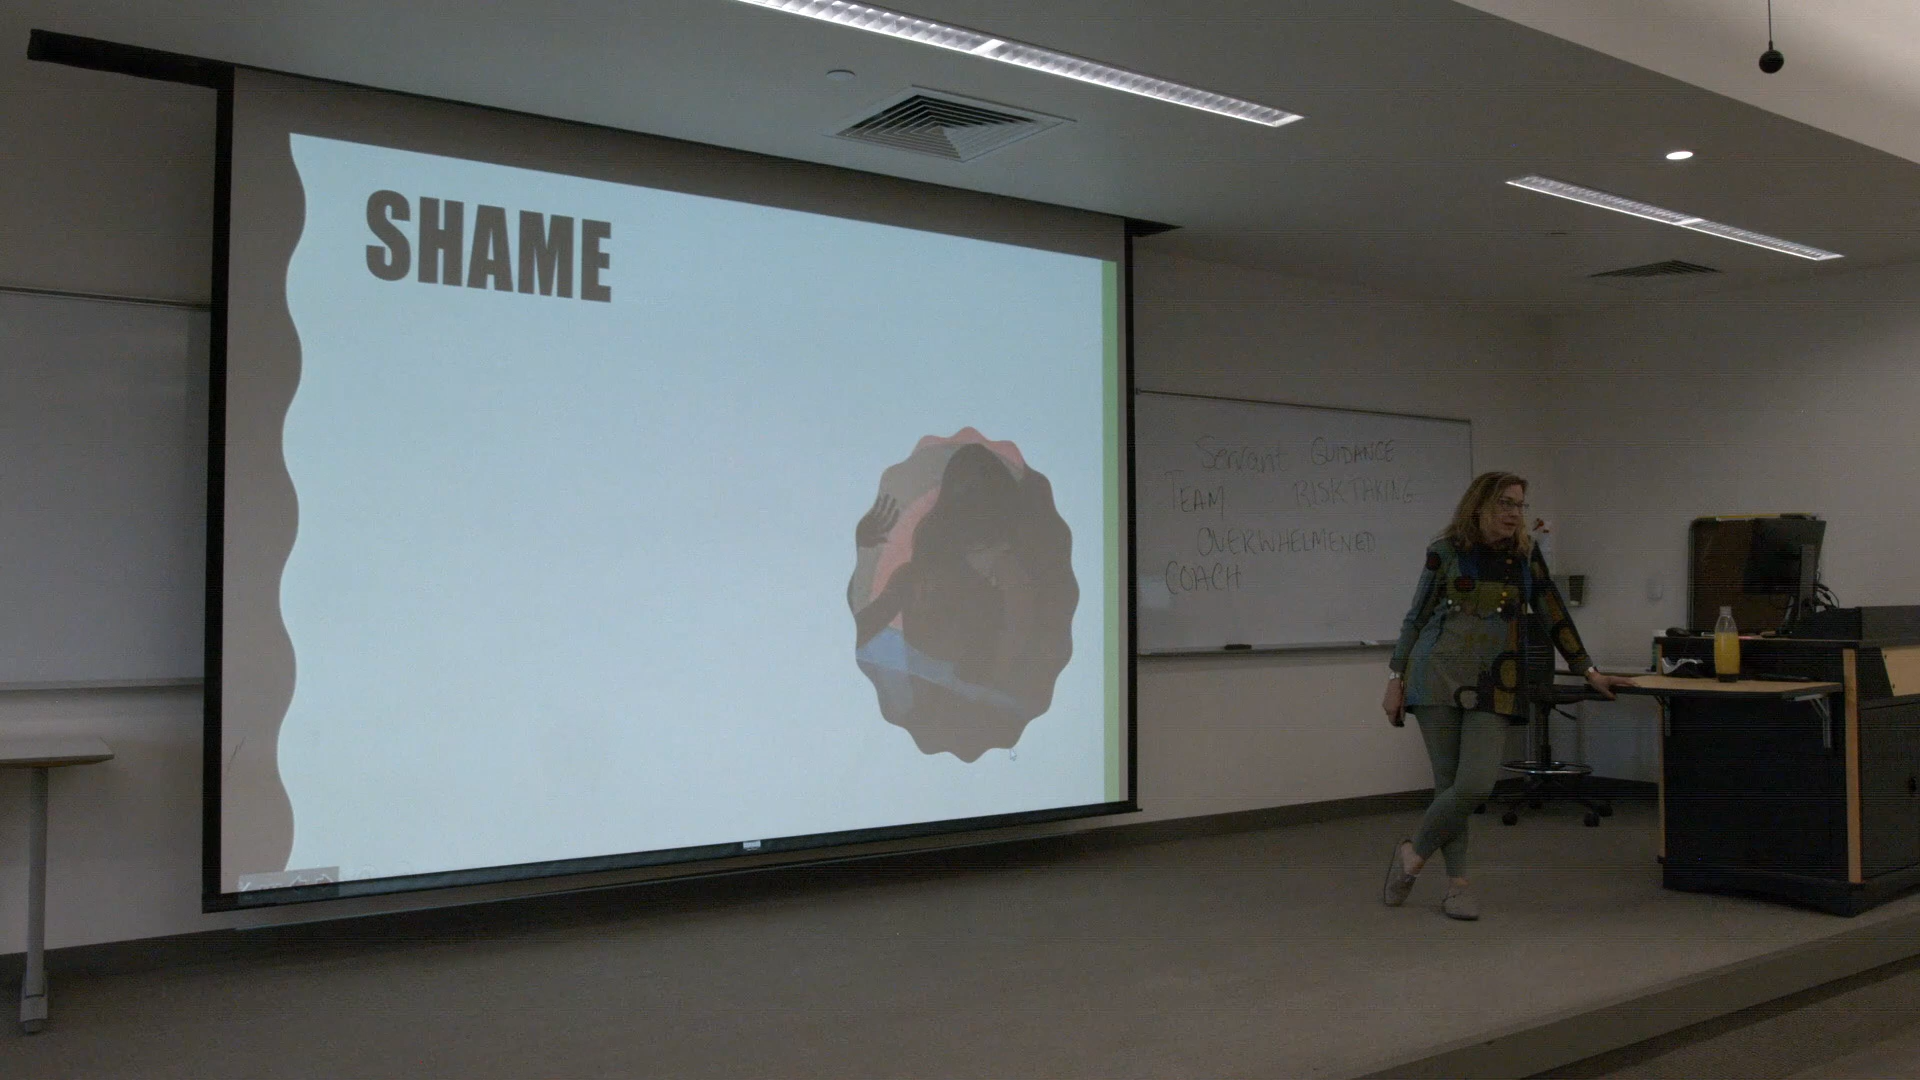 SHAME
Servant GUIDANCE
TEAM RISK-TAKING
OVERWHELMENED
COACH